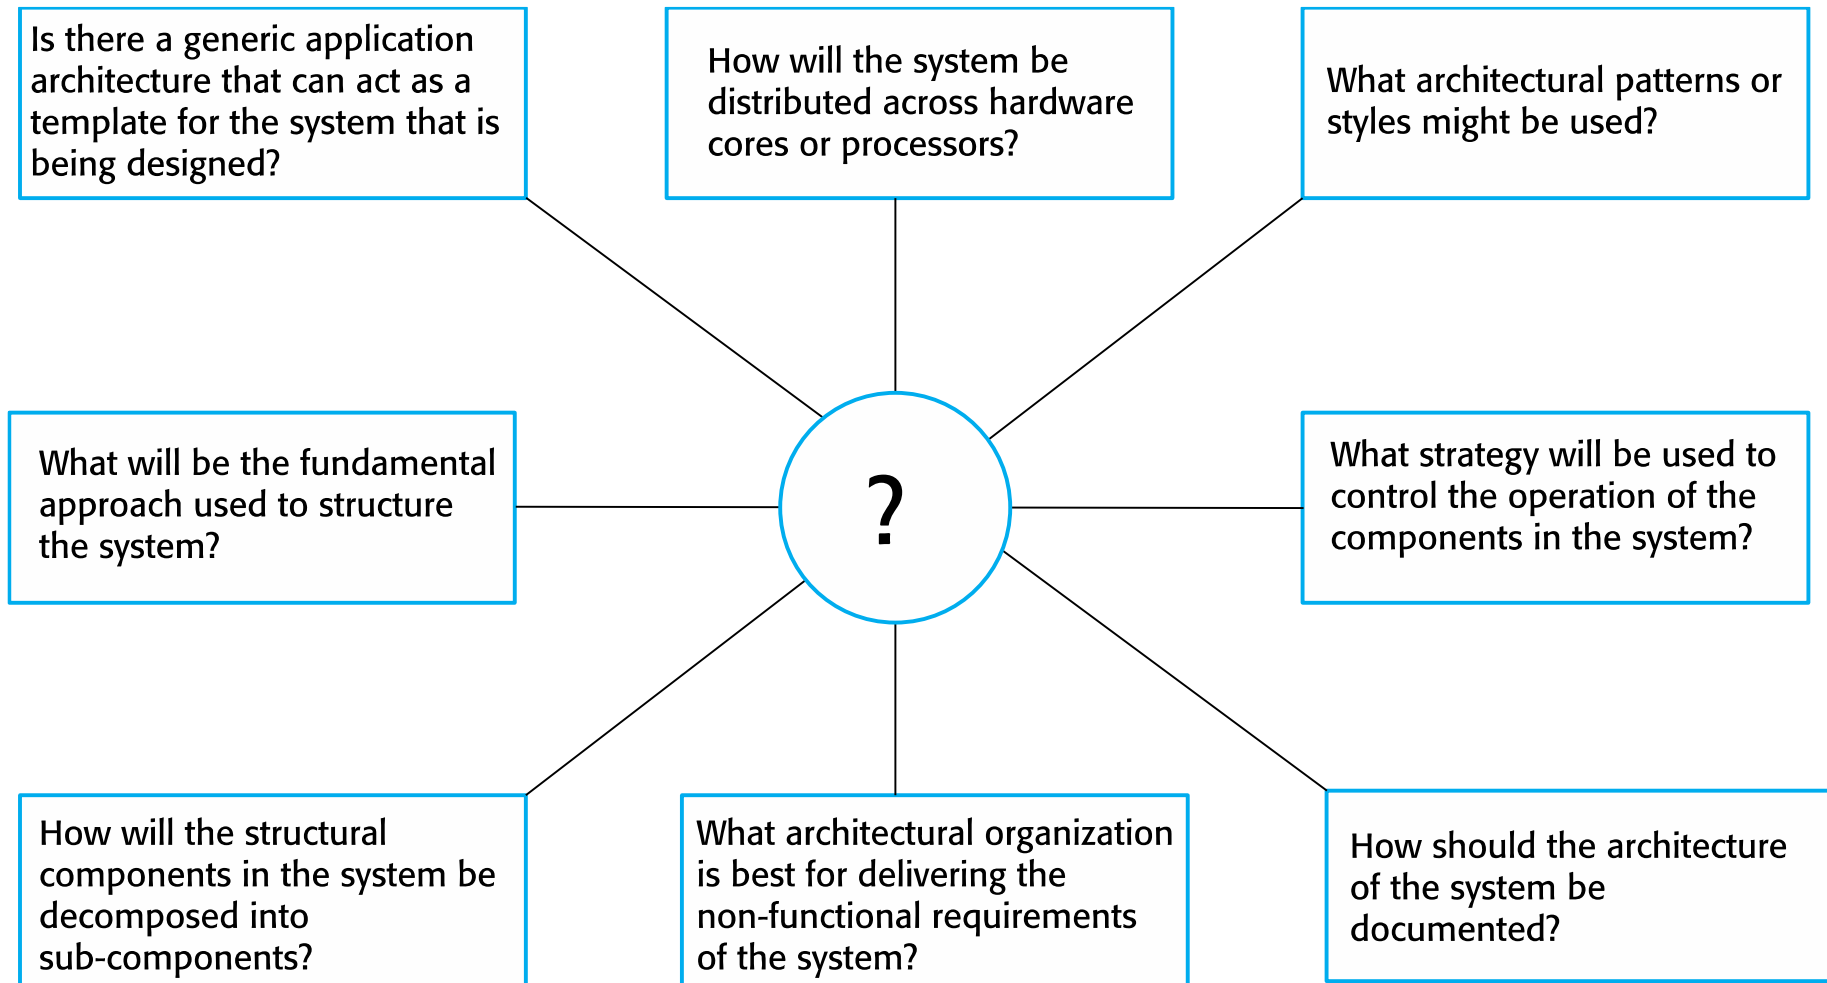 Is there a generic application
architecture that can act as a
template for the system that is
being designed?
How will the system be
distributed across hardware
cores or processors?
What architectural patterns or
styles might be used?
What will be the fundamental
approach used to structure
the system?
?
What strategy will be used to
control the operation of the
components in the system?
How will the structural
components in the system be
decomposed into
sub-components?
What architectural organization
is best for delivering the
non-functional requirements
of the system?
How should the architecture
of the system be
documented?